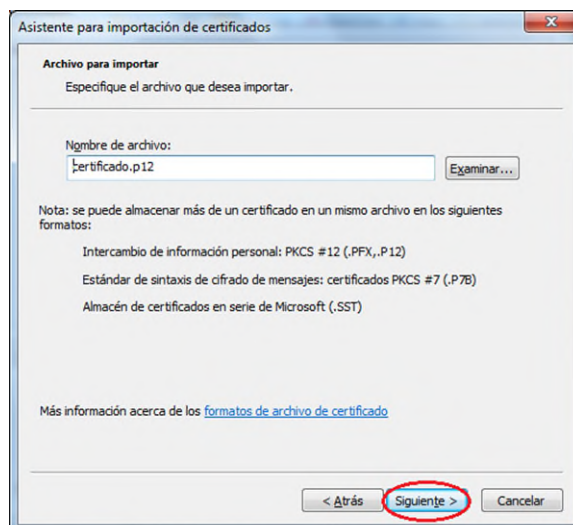 Asistente para importación de certificados
Archivo para importar
Especifique el archivo que desea importar.
Nombre de archivo:
certificado.p12
Examinar...
Nota: se puede almacenar más de un certificado en un mismo archivo en los siguientes
formatos:
Intercambio de información personal: PKCS #12 (.PFX,.P12)
Estándar de sintaxis de cifrado de mensajes: certificados PKCS #7 (.P7B)
Almacén de certificados en serie de Microsoft (.SST)
Más información acerca de los formatos de archivo de certificado
< Atrás
Siguiente >
Cancelar